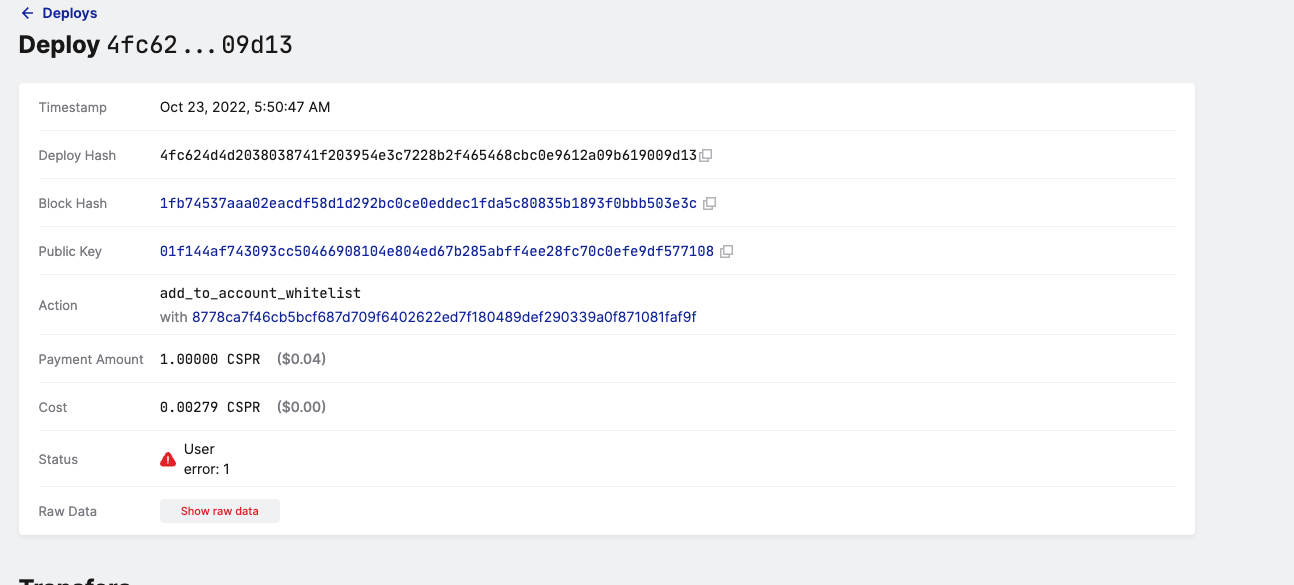 Deploys
Deploy 4fc62...09d13
Timestamp Oct 23, 2022, 5:50:47 AM
Deploy Hash 4fc624d4d2038038741f203954e3c7228b2f465468cbc0e9612a09b619009d13
Block Hash 1fb74537aaa02eacdf58d1d292bc0ce0eddec1fda5c80835b1893f0bbb503e3c
Public Key 01f144af743093cc50466908104e804ed67b285abff4ee28fc70c0efe9df577108
Action add_to_account_whitelist
with 8778ca7f46cb5bcf687d709f6402622ed7f180489def290339a0f871081faf9f
Payment Amount 1.00000 CSPR ($0.04)
Cost 0.00279 CSPR ($0.00)
Status User
error: 1
Raw Data Show raw data
Transfers